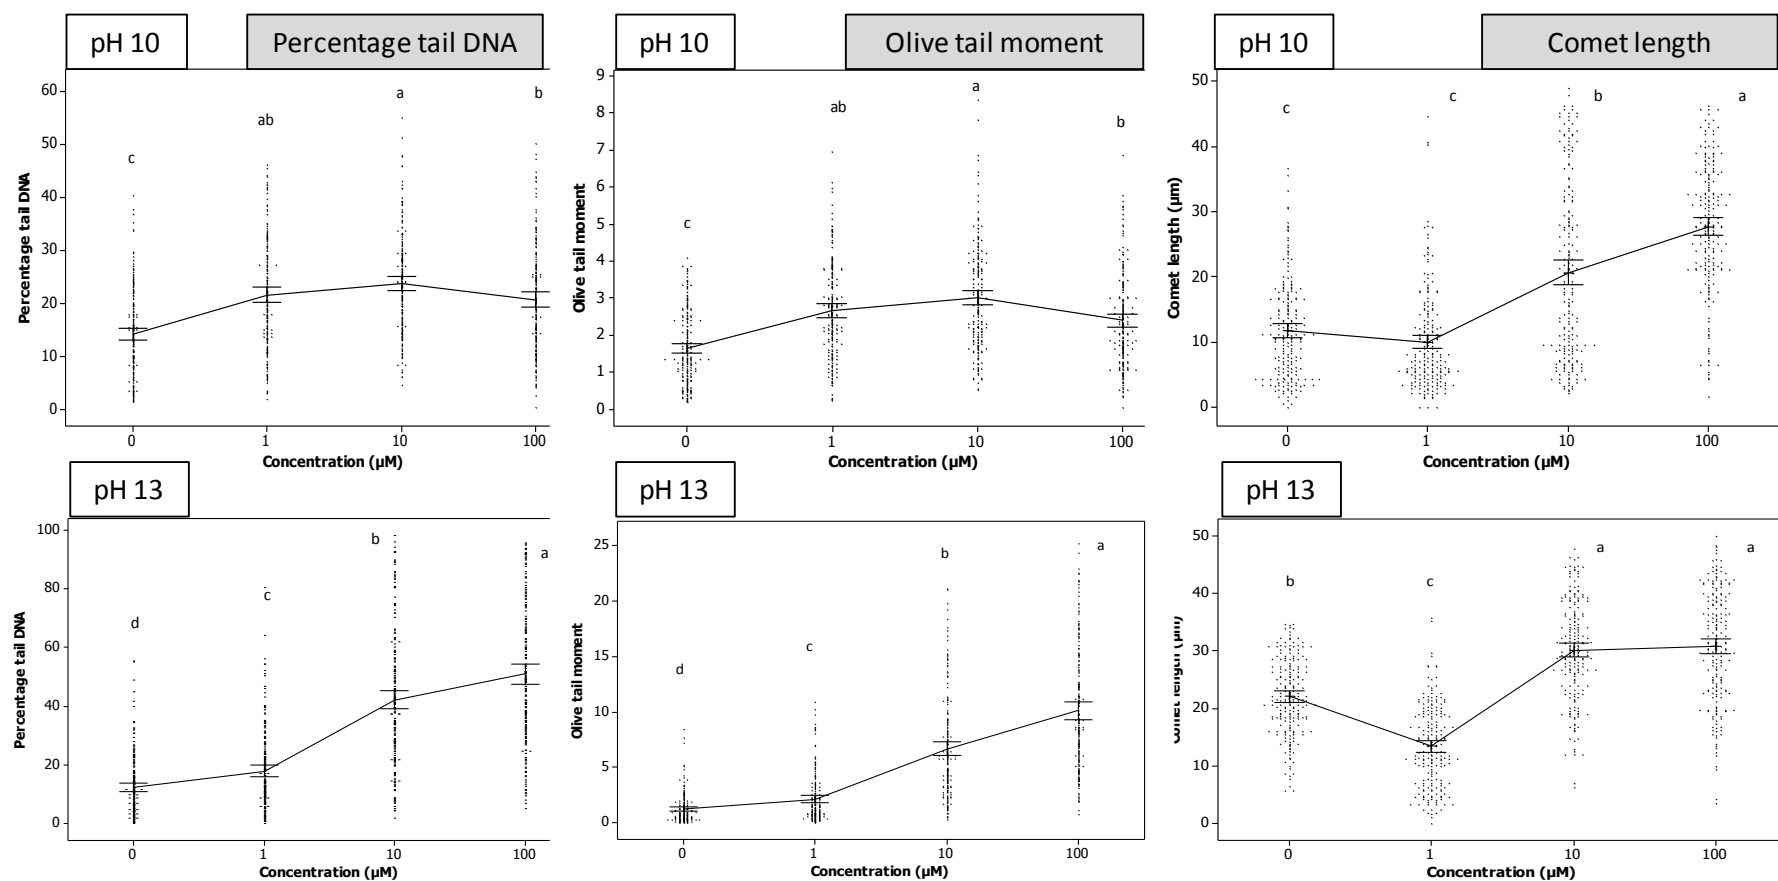 pH 10
Percentage tail DNA
60
50
40
30
20
10
0
Percentage tail DNA
c
ab
a
b
0 1 10 100
Concentration (µM)
pH 10
Olive tail moment
9
8
7
6
5
4
3
2
1
0
Olive tail moment
c
ab
a
b
0 1 10 100
Concentration (µM)
pH 10
Comet length
50
40
30
20
10
0
Comet length (µm)
c
c
b
a
0 1 10 100
Concentration (µM)
pH 13
100
80
60
40
20
0
Percentage tail DNA
d
c
b
a
0 1 10 100
Concentration (µM)
pH 13
25
20
15
10
5
0
Olive tail moment
d
c
b
a
0 1 10 100
Concentration (µM)
pH 13
50
40
30
20
10
0
Comet length (µm)
b
c
a
a
0 1 10 100
Concentration (µM)